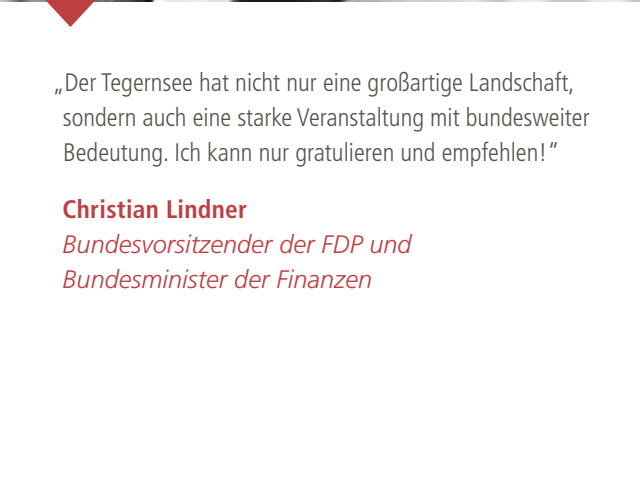 „Der Tegernsee hat nicht nur eine großartige Landschaft,
sondern auch eine starke Veranstaltung mit bundesweiter
Bedeutung. Ich kann nur gratulieren und empfehlen!“
Christian Lindner
Bundesvorsitzender der FDP und
Bundesminister der Finanzen